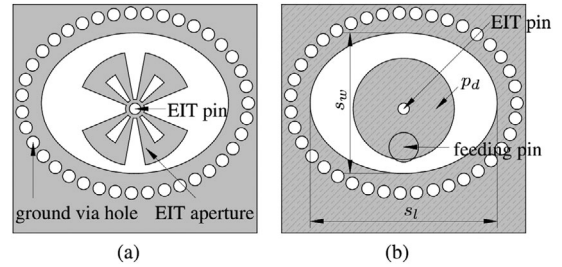 EIT pin
ground via hole
EIT aperture
(a)
EIT pin
s_w
p_d
feeding pin
s_l
(b)